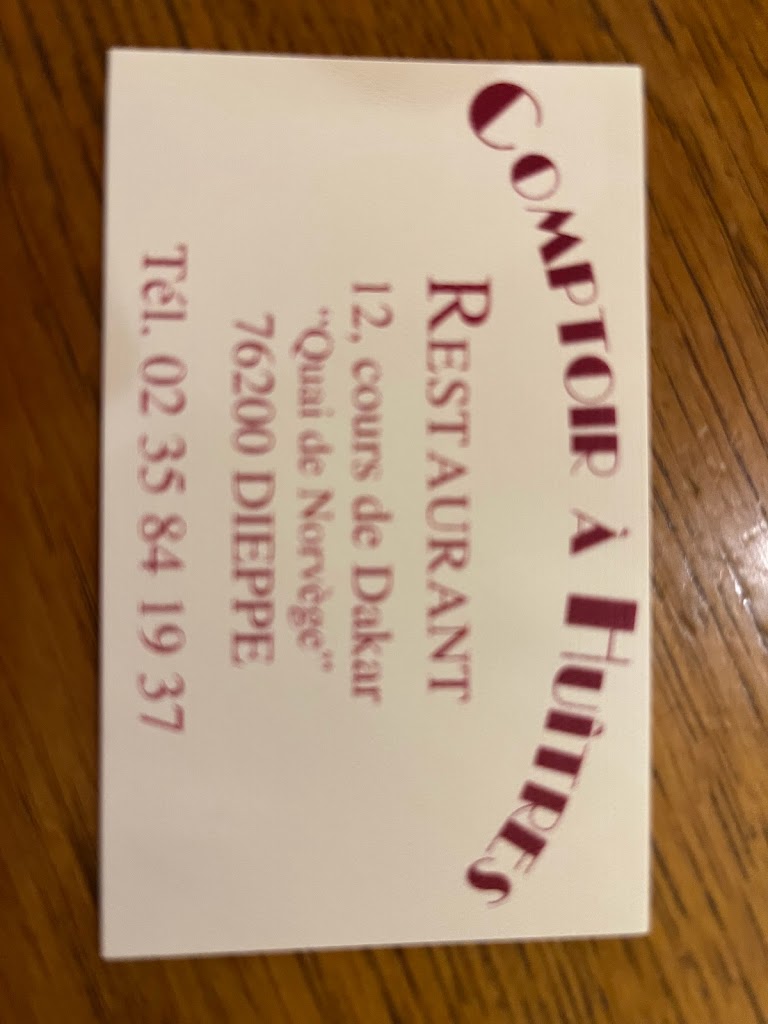 COMPTOIR À HUÎTRES
RESTAURANT
12, cours de Dakar
"Quai de Norvège"
76200 DIEPPE
Tél. 02 35 84 19 37